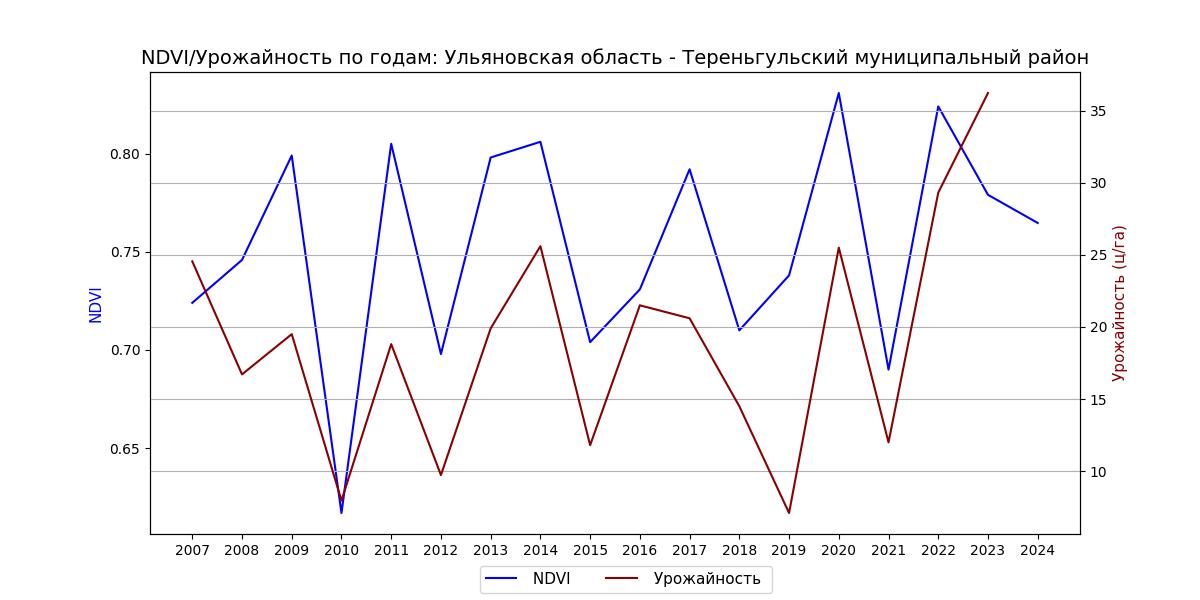 NDVI/Урожайность по годам: Ульяновская область - Тереньгульский муниципальный район
0.80
0.75
0.70
0.65
NDVI
35
30
25
20
15
10
Урожайность (ц/га)
2007 2008 2009 2010 2011 2012 2013 2014 2015 2016 2017 2018 2019 2020 2021 2022 2023 2024
NDVI Урожайность